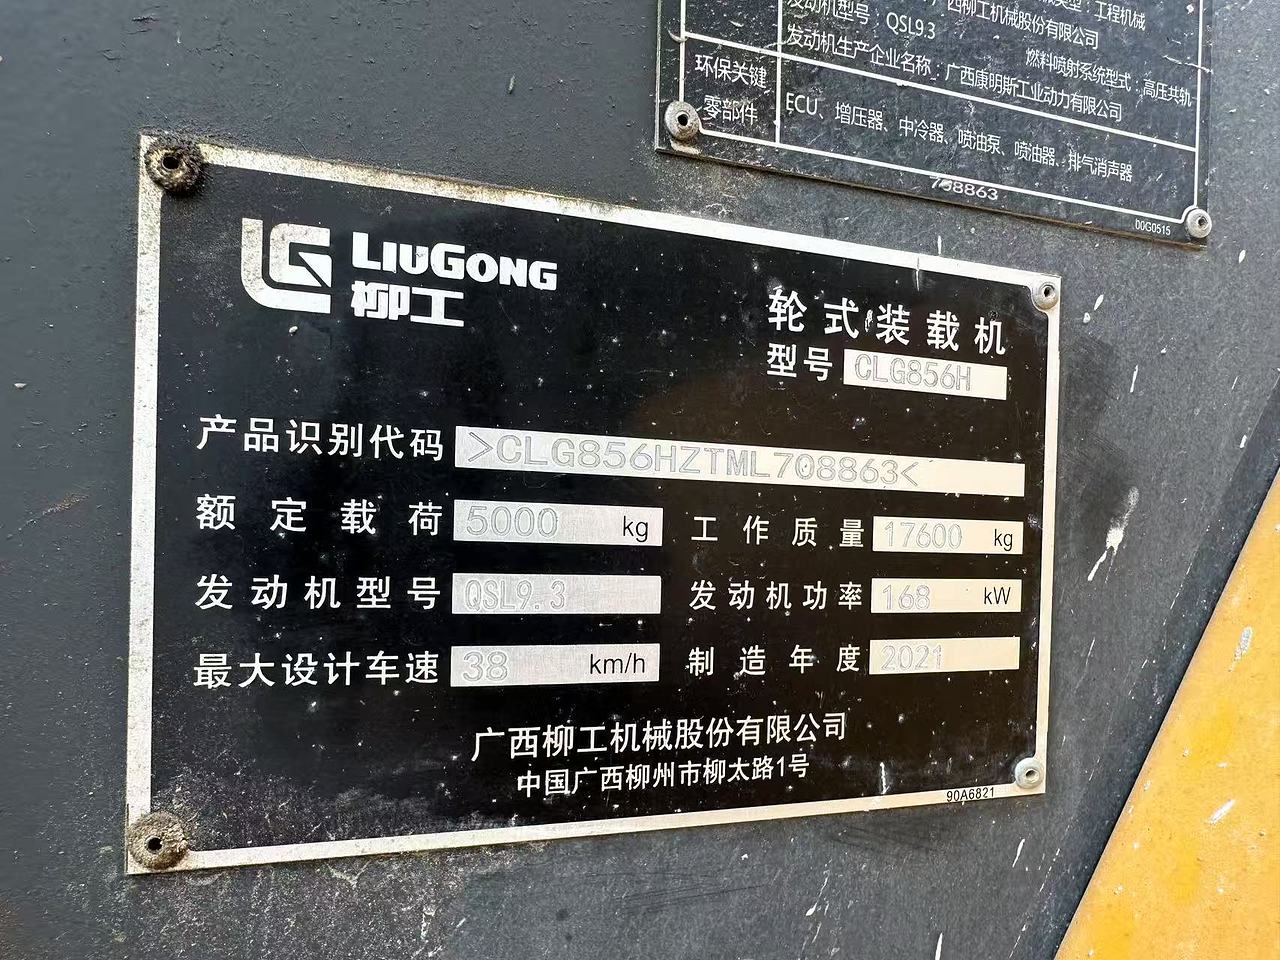 工程机械
发动机型号：QSL9.3
广西柳工机械股份有限公司
燃料喷射系统型式：高压共轨
发动机生产企业名称：广西康明斯工业动力有限公司
环保关键
零部件
ECU、增压器、中冷器、喷油泵、喷油器、排气消声器
708863
00G0515
LIUGONG
柳工
轮式装载机
型号 CLG856H
产品识别代码 >CLG856HZTML708863<
额定载荷 5000 kg 工作质量 17600 kg
发动机型号 QSL9.3 发动机功率 168 kW
最大设计车速 38 km/h 制造年度 2021
广西柳工机械股份有限公司
中国广西柳州市柳太路1号
90A6821